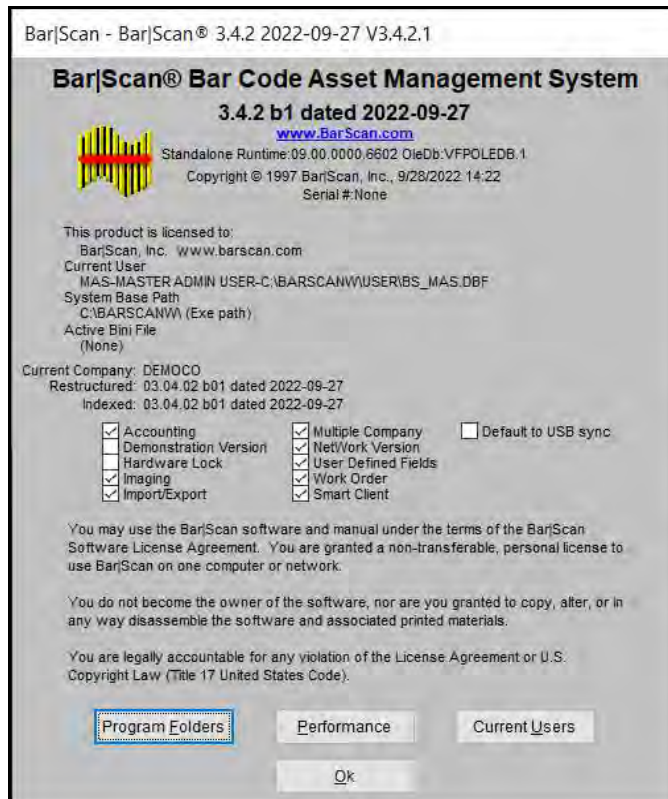 Bar|Scan - Bar|Scan® 3.4.2 2022-09-27 V3.4.2.1
Bar|Scan® Bar Code Asset Management System
3.4.2 b1 dated 2022-09-27
www.BarScan.com
Standalone Runtime:09.00.0000.6602 OleDb:VFPOLEDB.1
Copyright © 1997 Bar|Scan, Inc., 9/28/2022 14:22
Serial #:None
This product is licensed to:
Bar|Scan, Inc. www.barscan.com
Current User
MAS-MASTER ADMIN USER-C:\BARSCANW\USER\BS_MAS.DBF
System Base Path
C:\BARSCANW\ (Exe path)
Active Bini File
(None)
Current Company: DEMOCO
Restructured: 03.04.02 b01 dated 2022-09-27
Indexed: 03.04.02 b01 dated 2022-09-27
Accounting Multiple Company Default to USB sync
Demonstration Version NetWork Version
Hardware Lock User Defined Fields
Imaging Work Order
Import/Export Smart Client
You may use the Bar|Scan software and manual under the terms of the Bar|Scan
Software License Agreement. You are granted a non-transferable, personal license to
use Bar|Scan on one computer or network.
You do not become the owner of the software, nor are you granted to copy, alter, or in
any way disassemble the software and associated printed materials.
You are legally accountable for any violation of the License Agreement or U.S.
Copyright Law (Title 17 United States Code).
Program Folders Performance Current Users
Ok